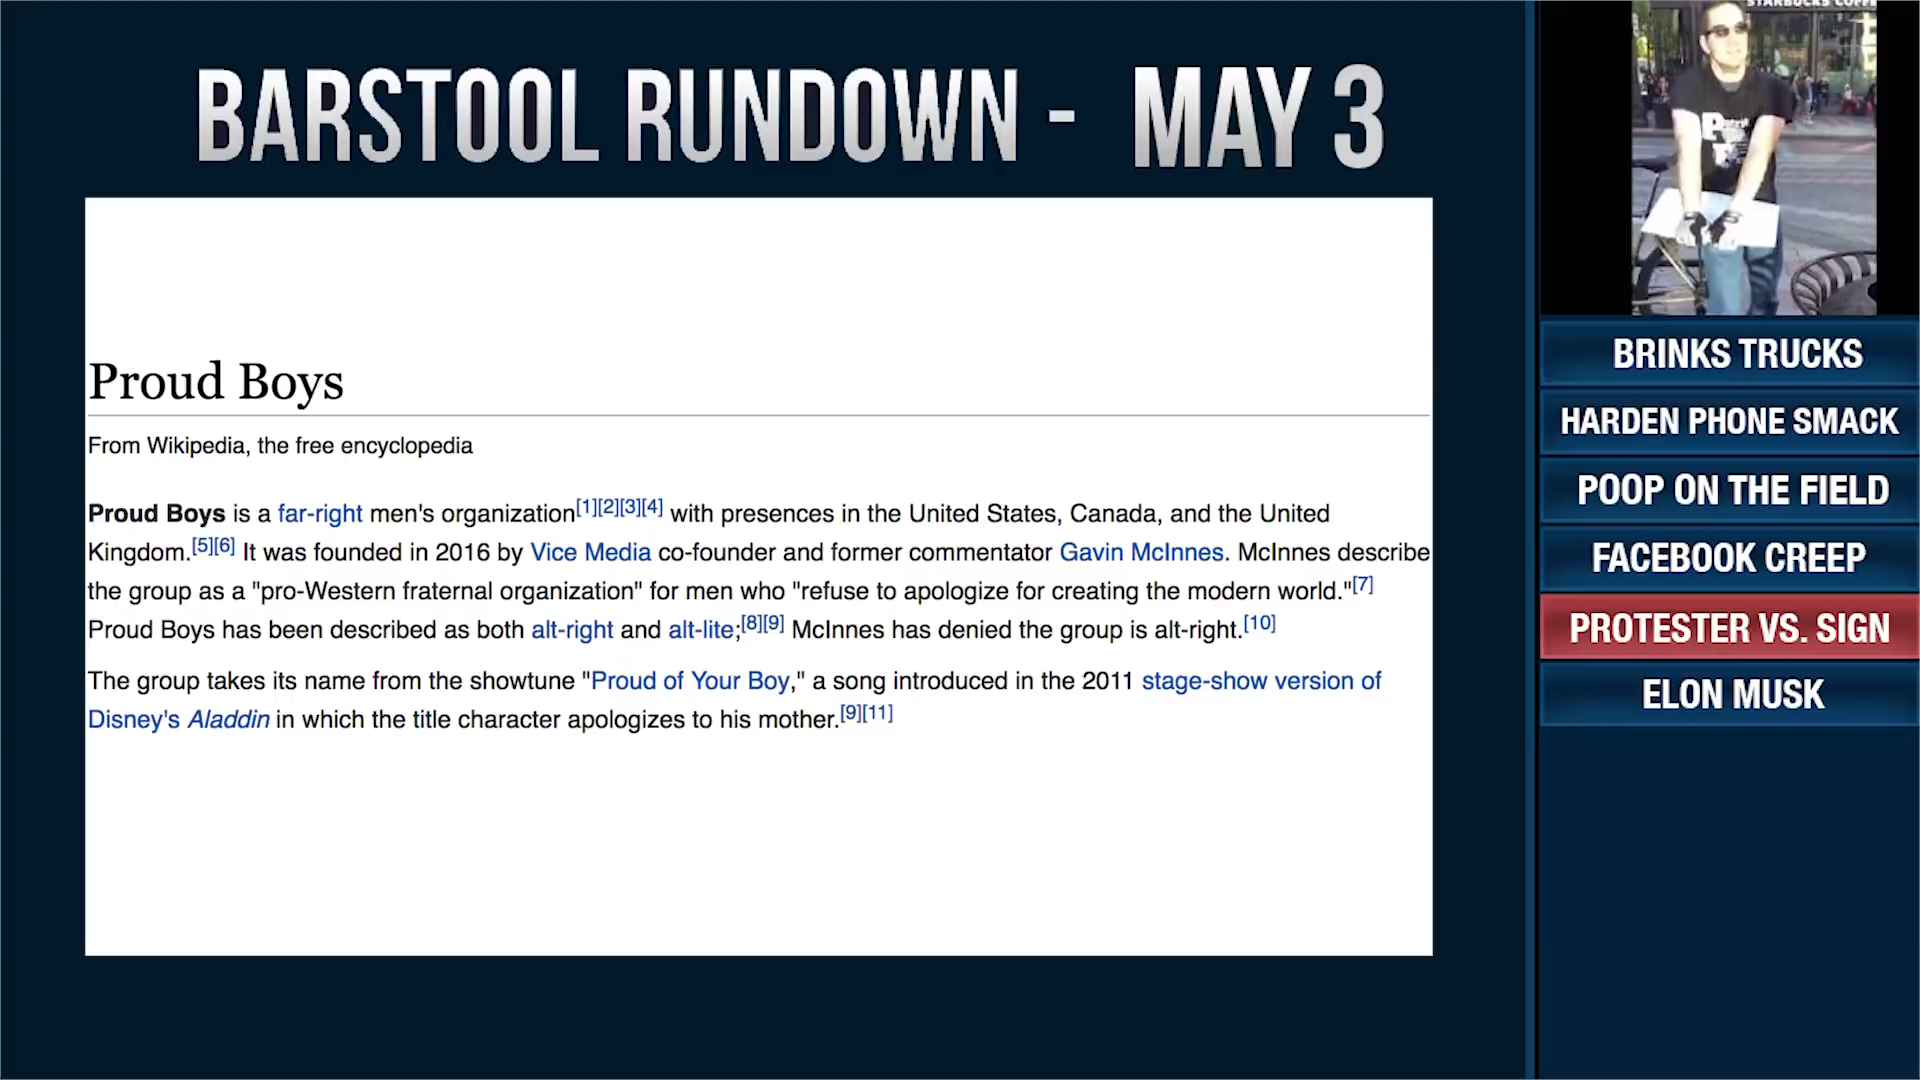 BARSTOOL RUNDOWN - MAY 3
Proud Boys
From Wikipedia, the free encyclopedia
Proud Boys is a far-right men's organization[1][2][3][4] with presences in the United States, Canada, and the United
Kingdom.[5][6] It was founded in 2016 by Vice Media co-founder and former commentator Gavin McInnes. McInnes describe
the group as a "pro-Western fraternal organization" for men who "refuse to apologize for creating the modern world."[7]
Proud Boys has been described as both alt-right and alt-lite;[8][9] McInnes has denied the group is alt-right.[10]
The group takes its name from the showtune "Proud of Your Boy," a song introduced in the 2011 stage-show version of
Disney's Aladdin in which the title character apologizes to his mother.[9][11]
STARBUCKS COFFEE
BRINKS TRUCKS
HARDEN PHONE SMACK
POOP ON THE FIELD
FACEBOOK CREEP
PROTESTER VS. SIGN
ELON MUSK